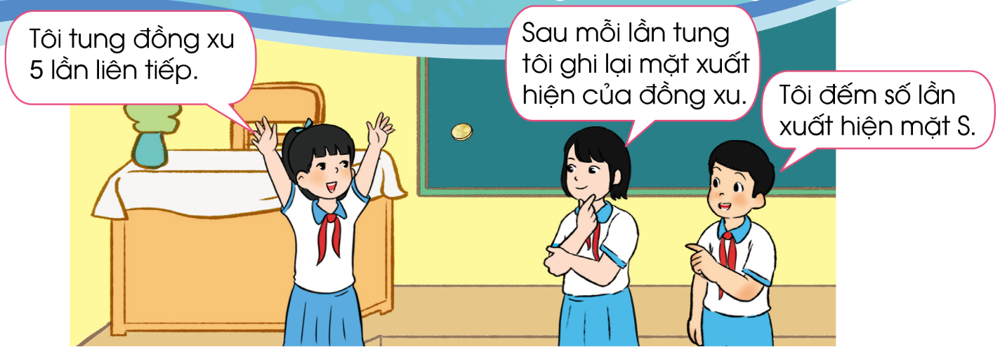 Tôi tung đồng xu
5 lần liên tiếp.
Sau mỗi lần tung
tôi ghi lại mặt xuất
hiện của đồng xu.
Tôi đếm số lần
xuất hiện mặt S.